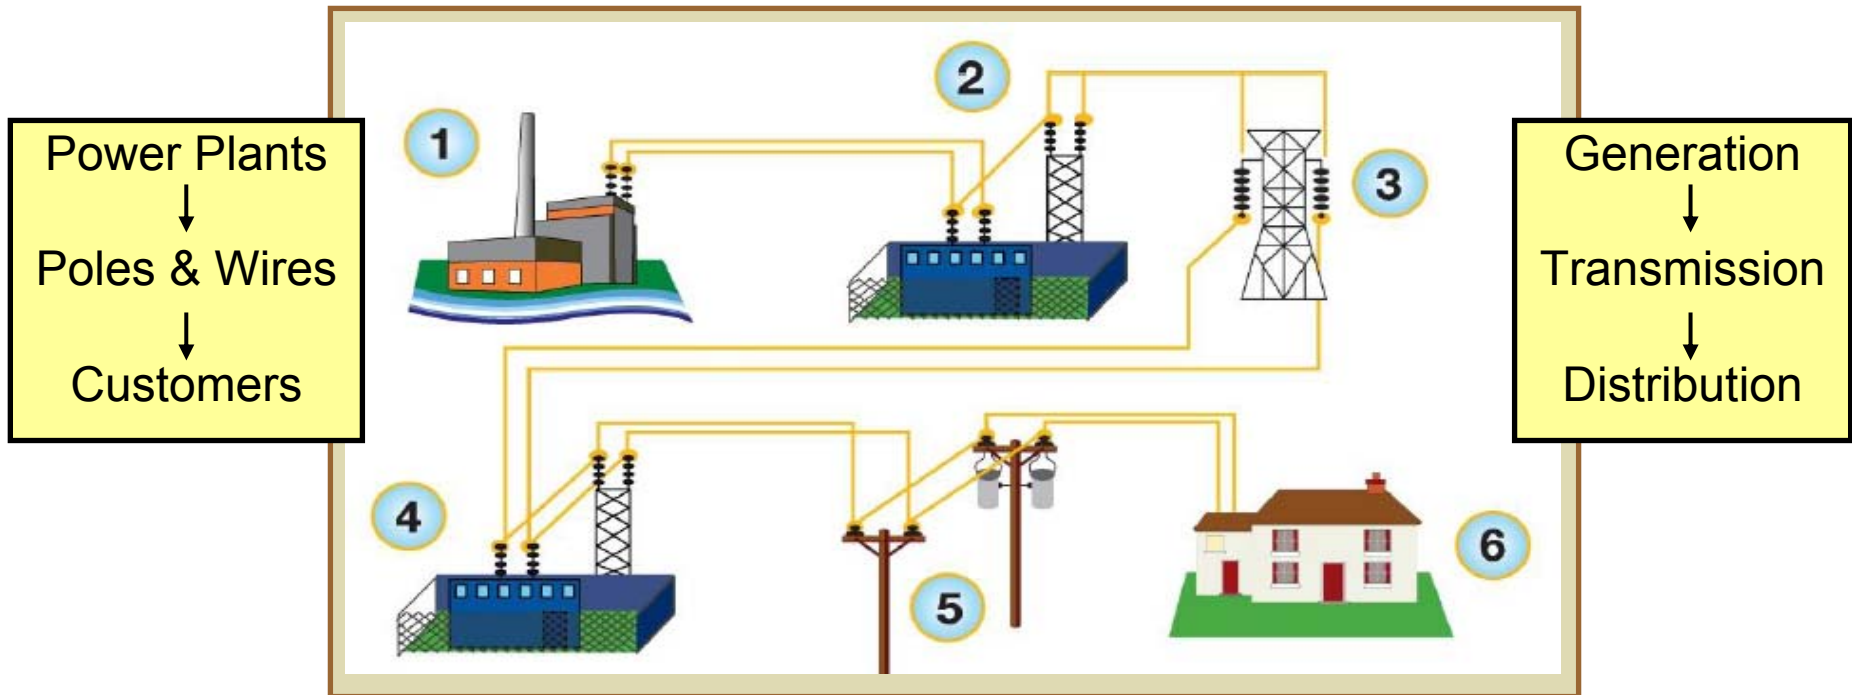 Power Plants
Poles & Wires
Customers
1
2
3
4
5
6
Generation
Transmission
Distribution